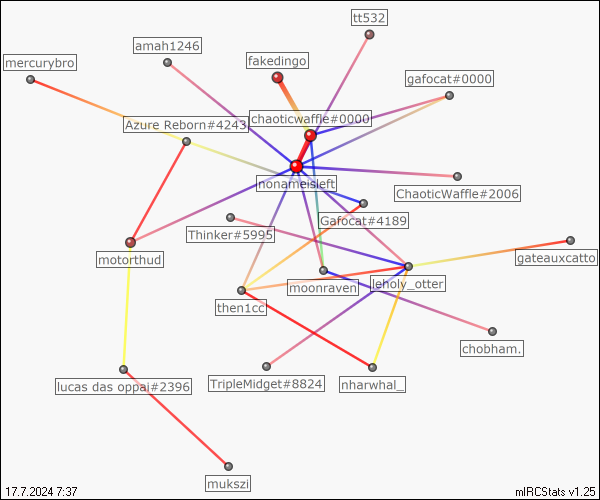 tt532
amah1246
fakedingo
mercurybro
gafocat#0000
chaoticwaffle#0000
Azure Reborn#4243
nonameisleft
ChaoticWaffle#2006
Gafocat#4189
Thinker#5995
motorthud
gateauxcatto
leholy_otter
moonraven
then1cc
chobham.
lucas das oppai#2396
TripleMidget#8824
nharwhal_
mukszi
17.7.2024 7:37
mIRCStats v1.25